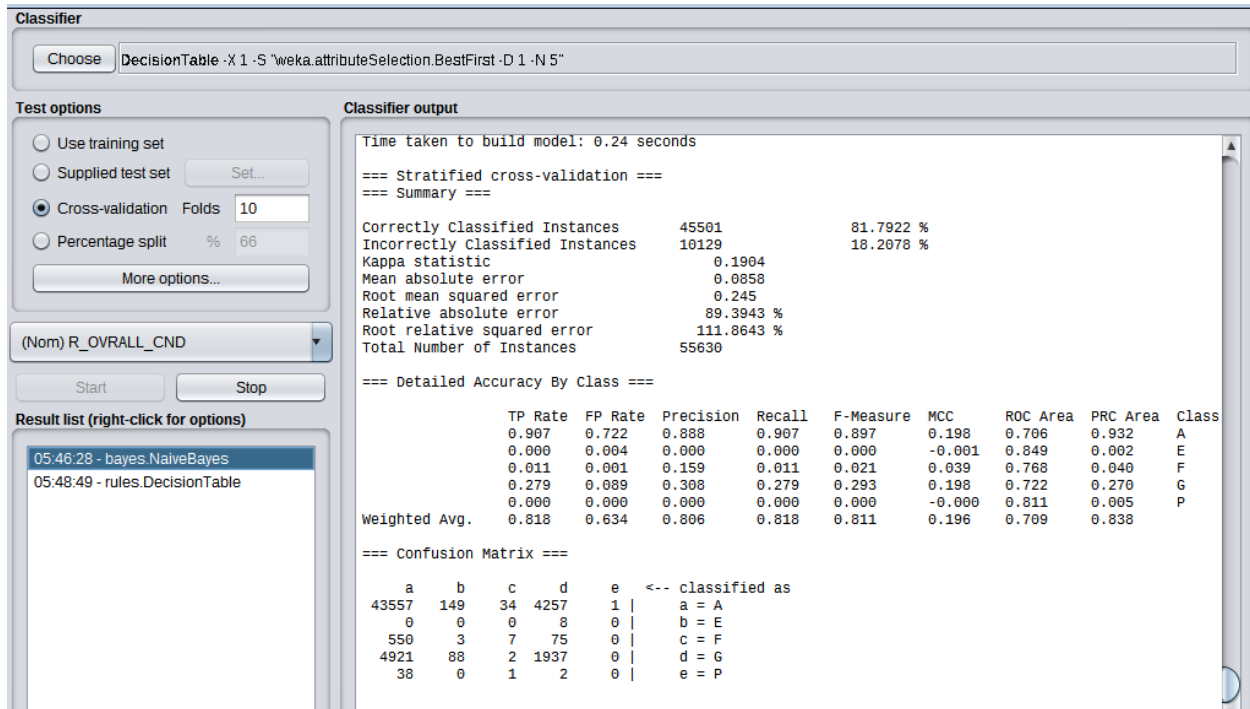 Classifier
Choose DecisionTable -X 1 -S "weka.attributeSelection.BestFirst -D 1 -N 5"
Test options
Use training set
Supplied test set Set...
Cross-validation Folds 10
Percentage split % 66
More options...
(Nom) R_OVRALL_CND
Start Stop
Result list (right-click for options)
05:46:28 - bayes.NaiveBayes
05:48:49 - rules.DecisionTable
Classifier output
Time taken to build model: 0.24 seconds
=== Stratified cross-validation ===
=== Summary ===
Correctly Classified Instances 45501 81.7922 %
Incorrectly Classified Instances 10129 18.2078 %
Kappa statistic 0.1904
Mean absolute error 0.0858
Root mean squared error 0.245
Relative absolute error 89.3943 %
Root relative squared error 111.8643 %
Total Number of Instances 55630
=== Detailed Accuracy By Class ===
TP Rate FP Rate Precision Recall F-Measure MCC ROC Area PRC Area Class
0.907 0.722 0.888 0.907 0.897 0.198 0.706 0.932 A
0.000 0.004 0.000 0.000 0.000 -0.001 0.849 0.002 E
0.011 0.001 0.159 0.011 0.021 0.039 0.768 0.040 F
0.279 0.089 0.308 0.279 0.293 0.198 0.722 0.270 G
0.000 0.000 0.000 0.000 0.000 -0.000 0.811 0.005 P
Weighted Avg. 0.818 0.634 0.806 0.818 0.811 0.196 0.709 0.838
=== Confusion Matrix ===
a b c d e <-- classified as
43557 149 34 4257 1 | a = A
0 0 0 8 0 | b = E
550 3 7 75 0 | c = F
4921 88 2 1937 0 | d = G
38 0 1 2 0 | e = P